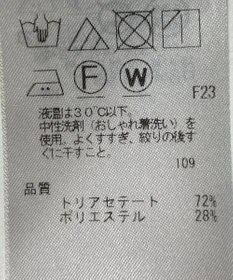 F
W
F23
液温は30℃以下。
中性洗剤(おしゃれ着洗い)を
使用。よくすすぎ、絞りの後す
ぐに干すこと。
109
品質
トリアセテート 72%
ポリエステル 28%